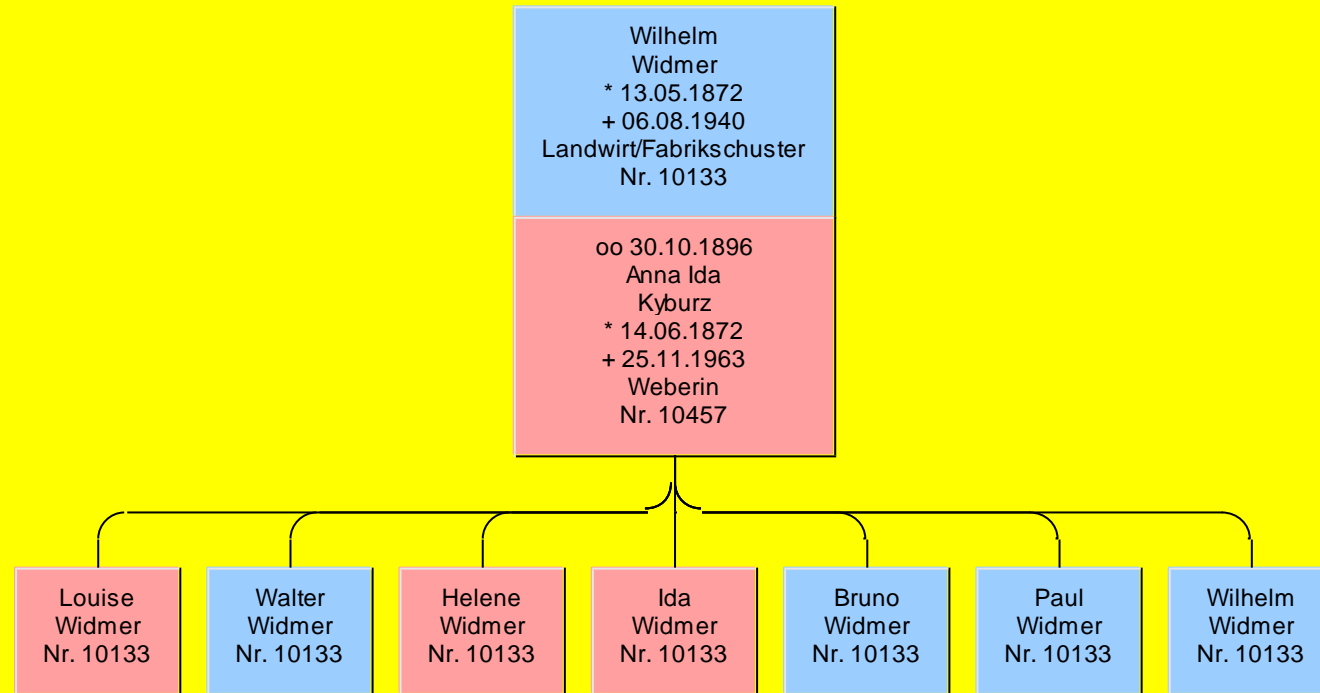 Wilhelm
Widmer
* 13.05.1872
+ 06.08.1940
Landwirt/Fabrikschuster
Nr. 10133
oo 30.10.1896
Anna Ida
Kyburz
* 14.06.1872
+ 25.11.1963
Weberin
Nr. 10457
Louise
Widmer
Nr. 10133
Walter
Widmer
Nr. 10133
Helene
Widmer
Nr. 10133
Ida
Widmer
Nr. 10133
Bruno
Widmer
Nr. 10133
Paul
Widmer
Nr. 10133
Wilhelm
Widmer
Nr. 10133